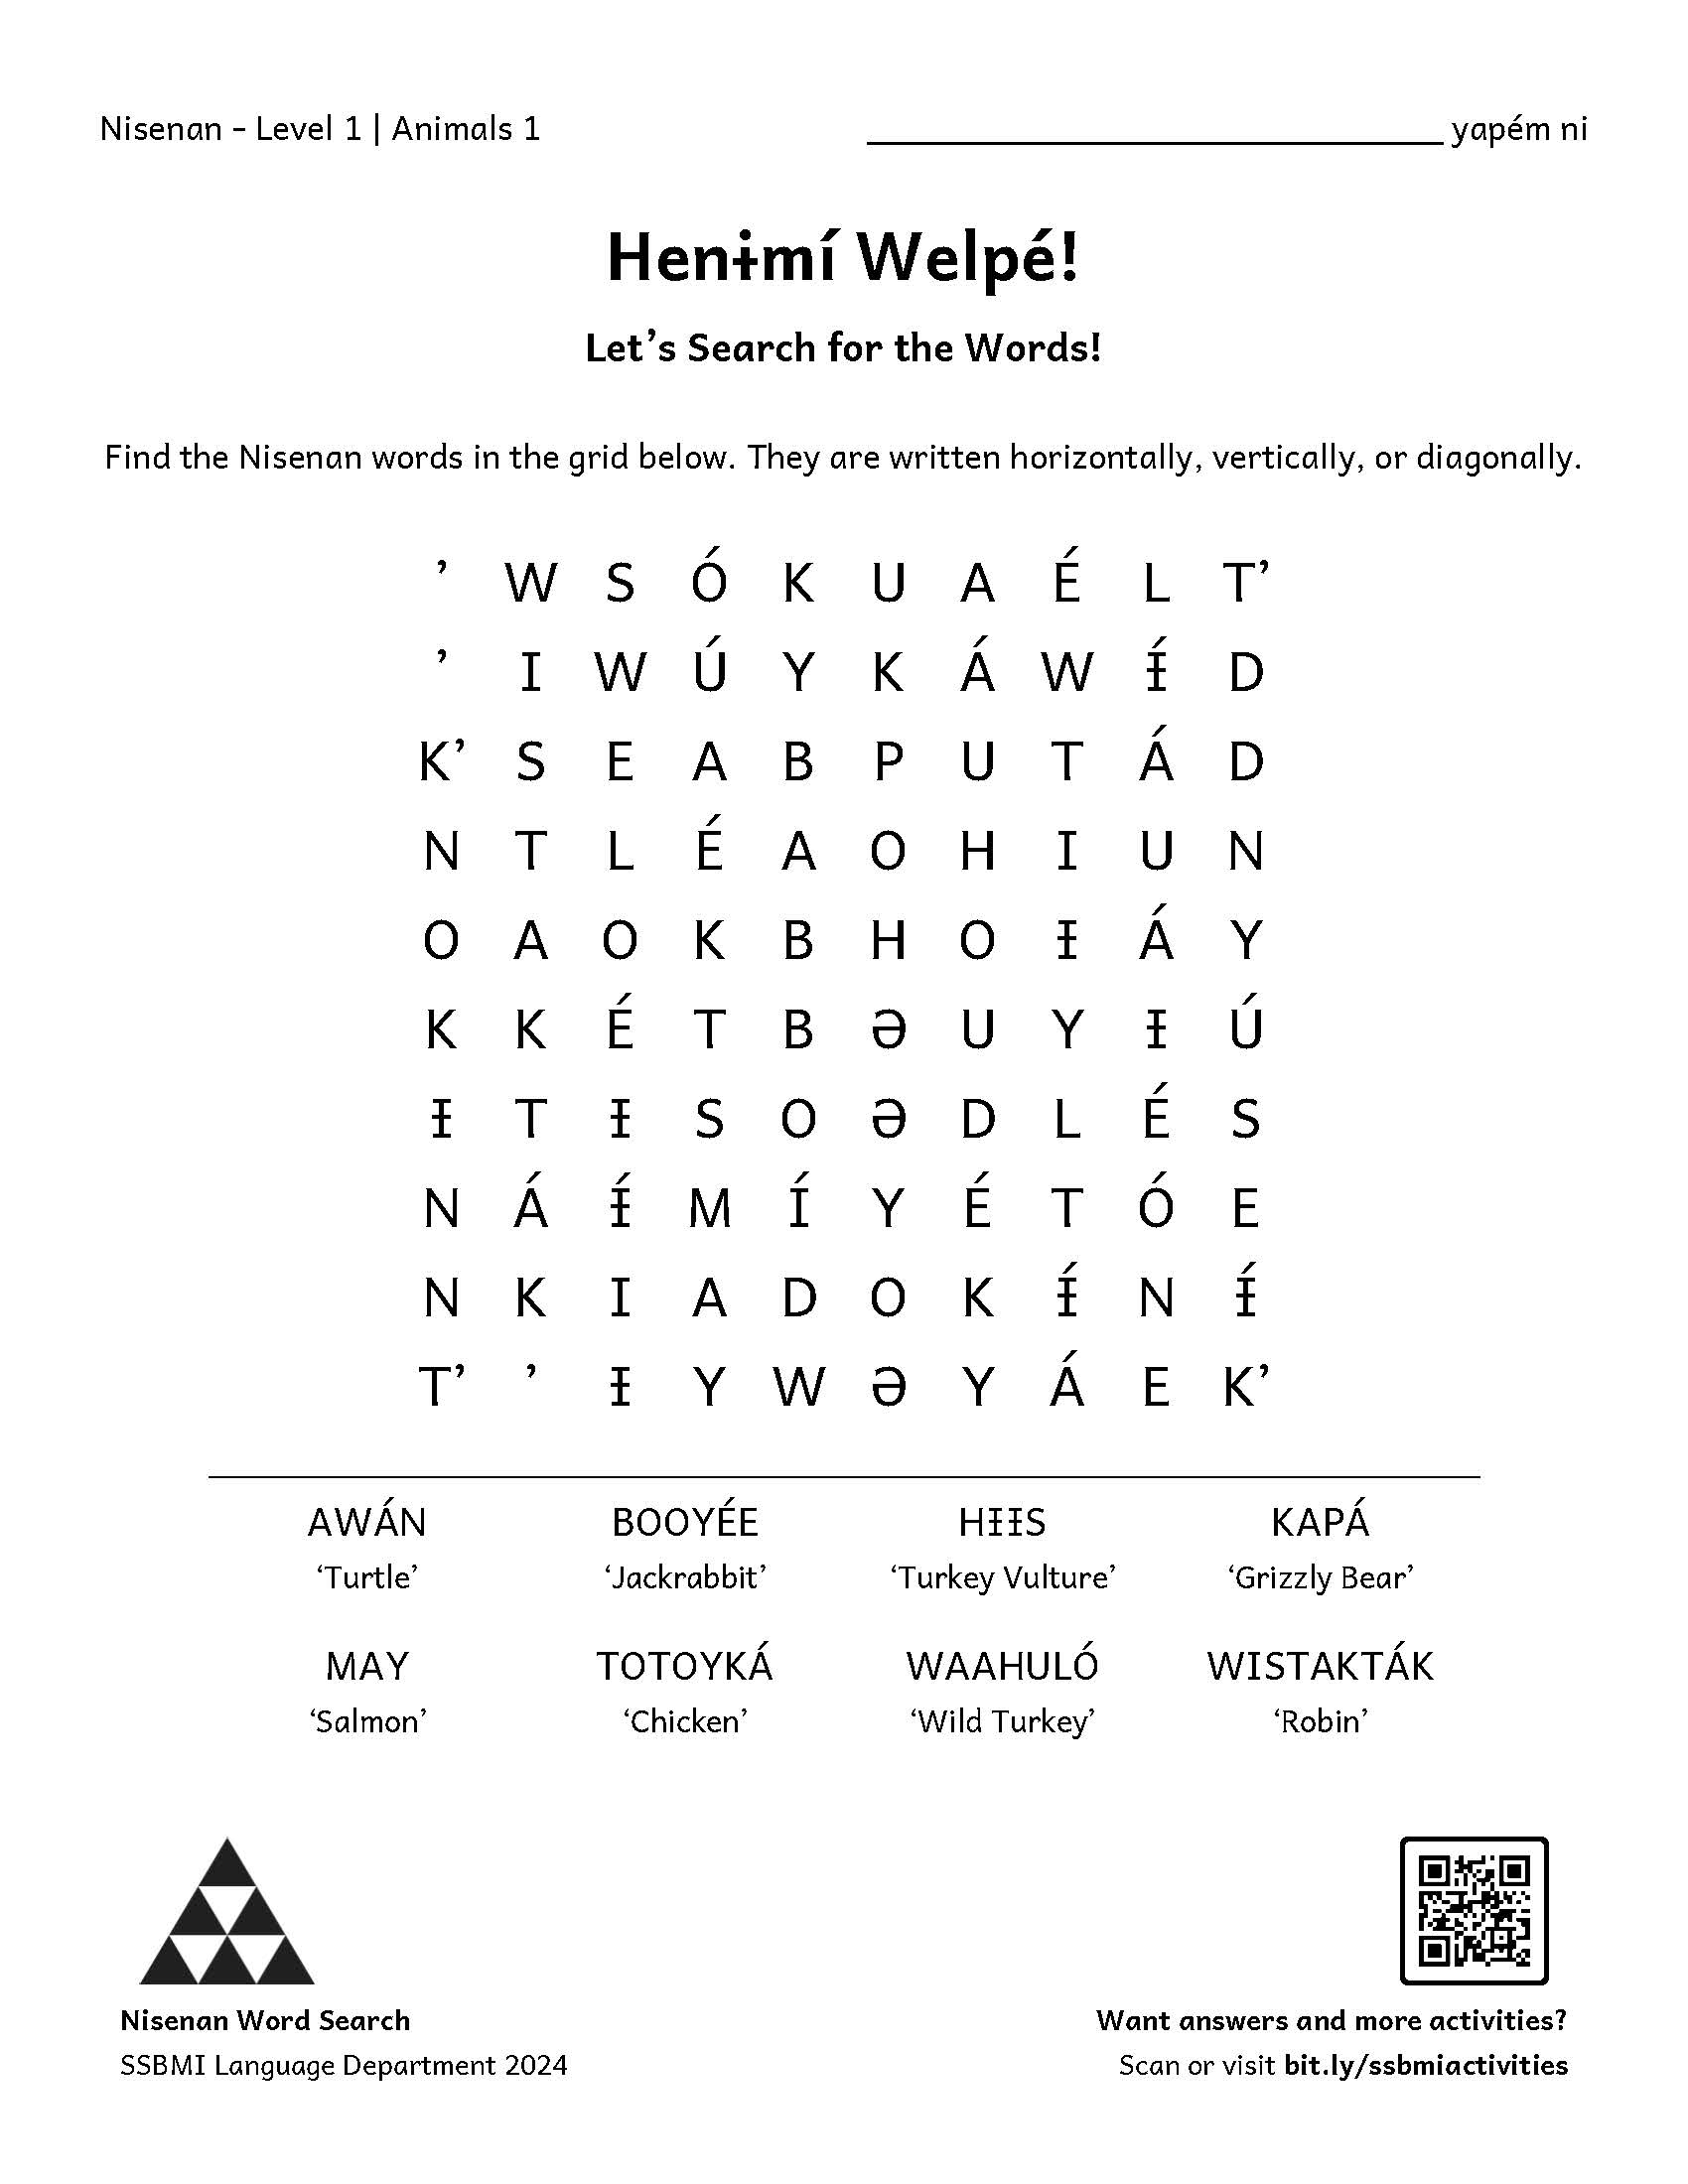 Nisenan – Level 1 | Animals 1 ______________________________ yapém ni
Henɨmí Welpé!
Let’s Search for the Words!
Find the Nisenan words in the grid below. They are written horizontally, vertically, or diagonally.
’ W S Ó K U A É L T’
’ I W Ú Y K Á W Ɨ́ D
K’ S E A B P U T Á D
N T L É A O H I U N
O A O K B H O Ɨ Á Y
K K É T B Ə U Y Ɨ Ú
Ɨ T Ɨ S O Ə D L É S
N Á Ɨ́ M Í Y É T Ó E
N K I A D O K Ɨ́ N Ɨ́
T’ ’ Ɨ Y W Ə Y Á E K’
AWÁN BOOYÉE HƗƗS KAPÁ
‘Turtle’ ‘Jackrabbit’ ‘Turkey Vulture’ ‘Grizzly Bear’
MAY TOTOYKÁ WAAHULÓ WISTAKTÁK
‘Salmon’ ‘Chicken’ ‘Wild Turkey’ ‘Robin’
Nisenan Word Search
SSBMI Language Department 2024
Want answers and more activities?
Scan or visit bit.ly/ssbmiactivities